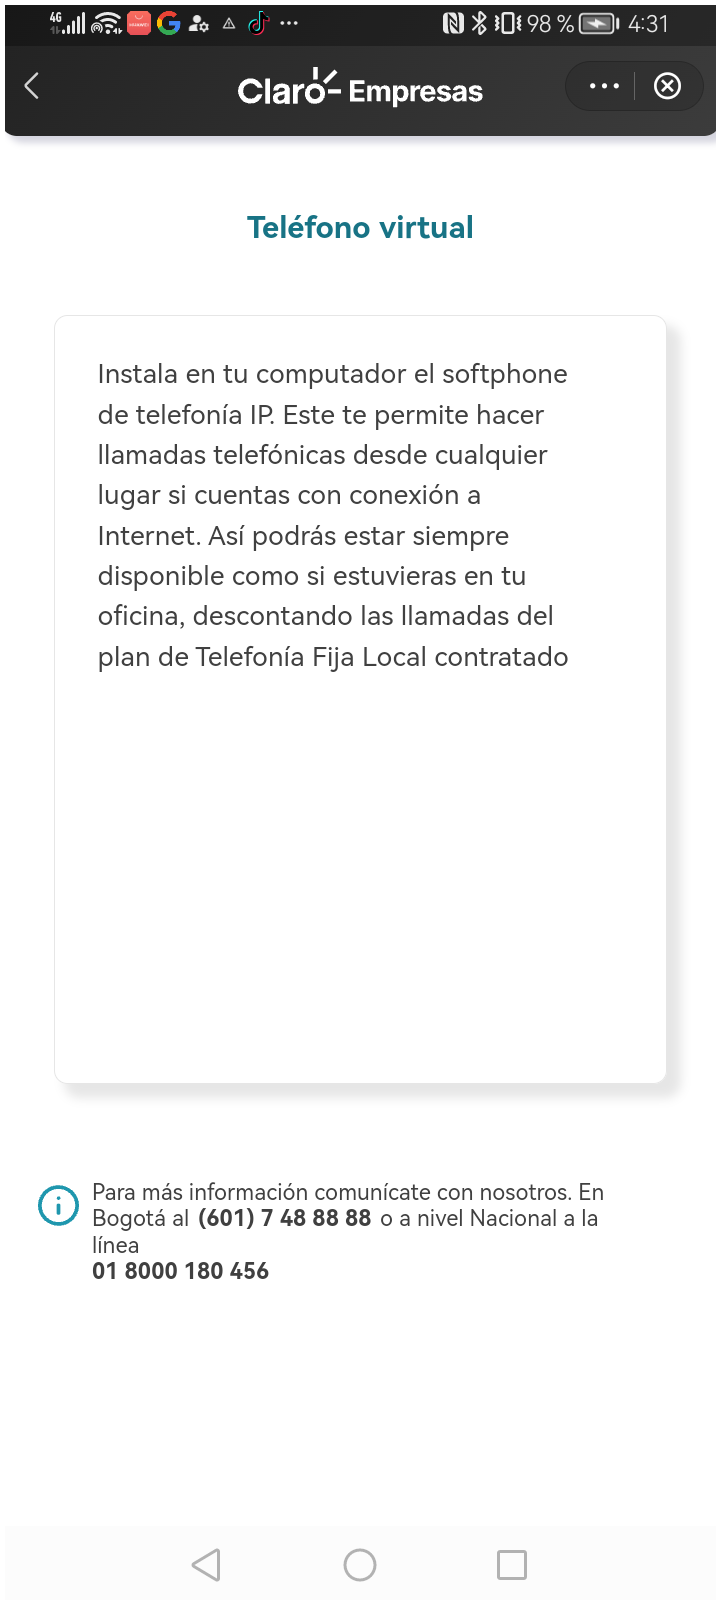 4G 98 % 4:31
Claro Empresas
Teléfono virtual
Instala en tu computador el softphone
de telefonía IP. Este te permite hacer
llamadas telefónicas desde cualquier
lugar si cuentas con conexión a
Internet. Así podrás estar siempre
disponible como si estuvieras en tu
oficina, descontando las llamadas del
plan de Telefonía Fija Local contratado
Para más información comunícate con nosotros. En
Bogotá al (601) 7 48 88 88 o a nivel Nacional a la
línea
01 8000 180 456